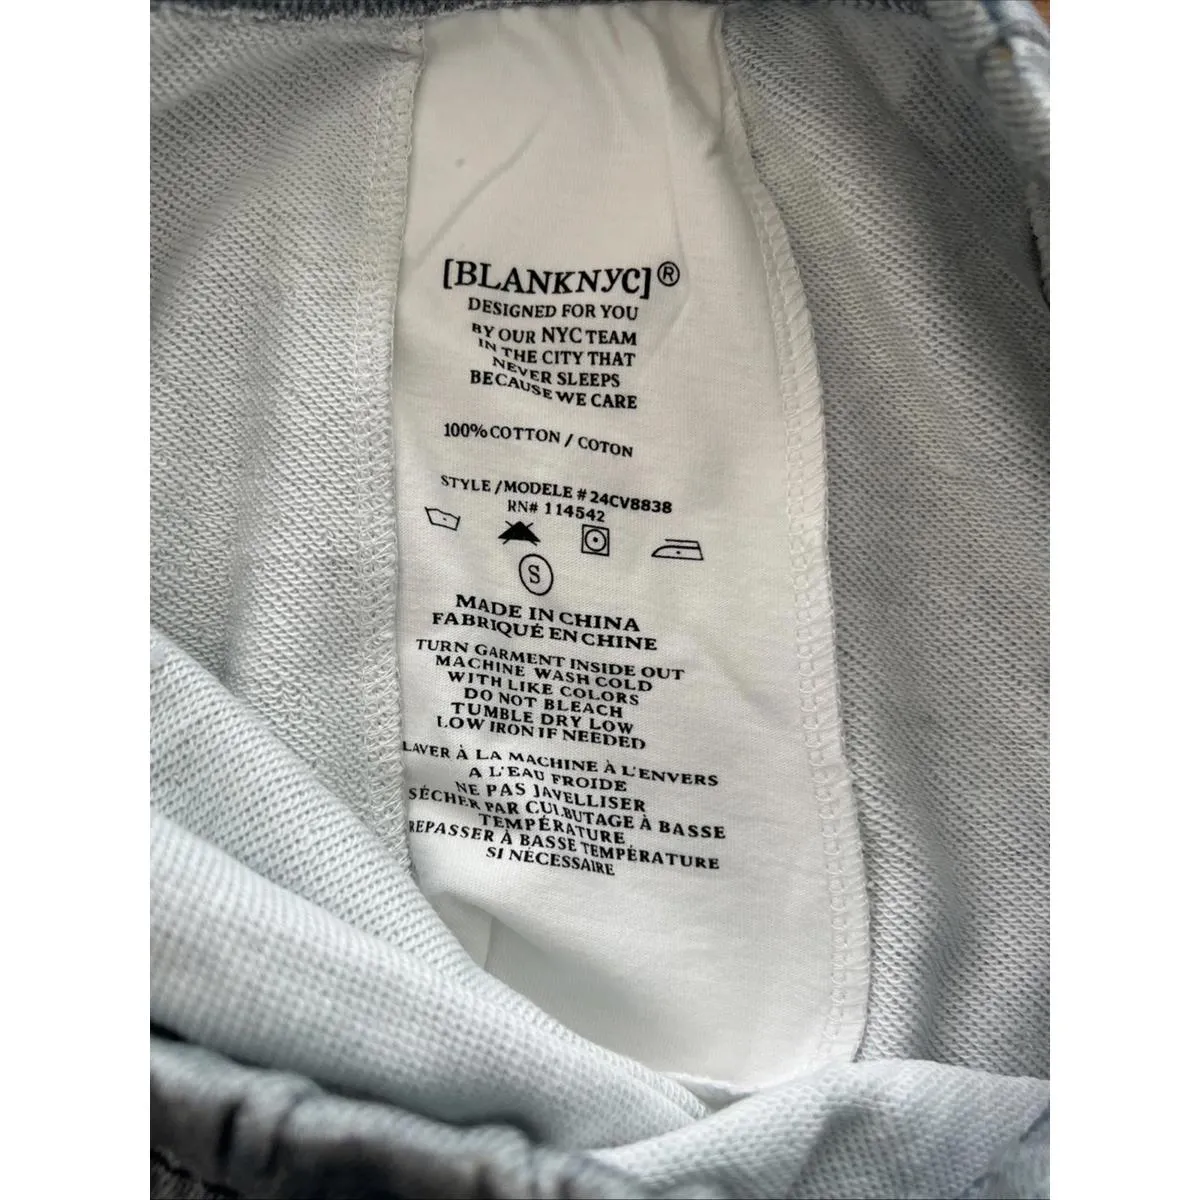 [BLANKNYC]®
DESIGNED FOR YOU
BY OUR NYC TEAM
IN THE CITY THAT
NEVER SLEEPS
BECAUSE WE CARE
100% COTTON / COTON
STYLE / MODELE # 24CV8838
RN# 114542
S
MADE IN CHINA
FABRIQUÉ EN CHINE
TURN GARMENT INSIDE OUT
MACHINE WASH COLD
WITH LIKE COLORS
DO NOT BLEACH
TUMBLE DRY LOW
LOW IRON IF NEEDED
LAVER À LA MACHINE À L'ENVERS
A L'EAU FROIDE
NE PAS JAVELLISER
SÉCHER PAR CULBUTAGE À BASSE
TEMPÉRATURE
REPASSER À BASSE TEMPÉRATURE
SI NÉCESSAIRE